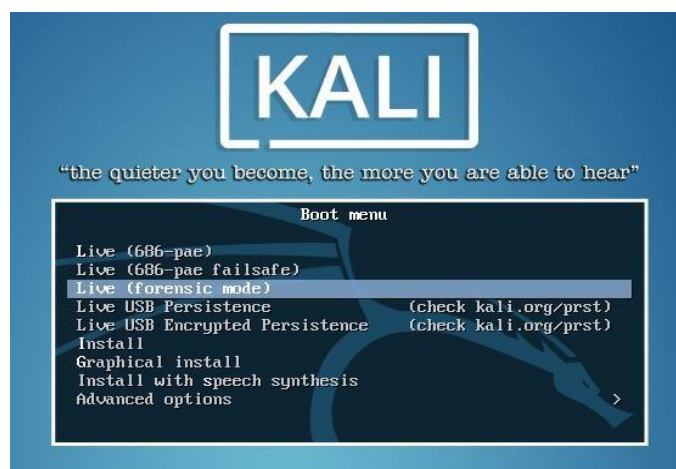 KALI
“the quieter you become, the more you are able to hear”
Boot menu
Live (686-pae)
Live (686-pae failsafe)
Live (forensic mode)
Live USB Persistence (check kali.org/prst)
Live USB Encrypted Persistence (check kali.org/prst)
Install
Graphical install
Install with speech synthesis
Advanced options >